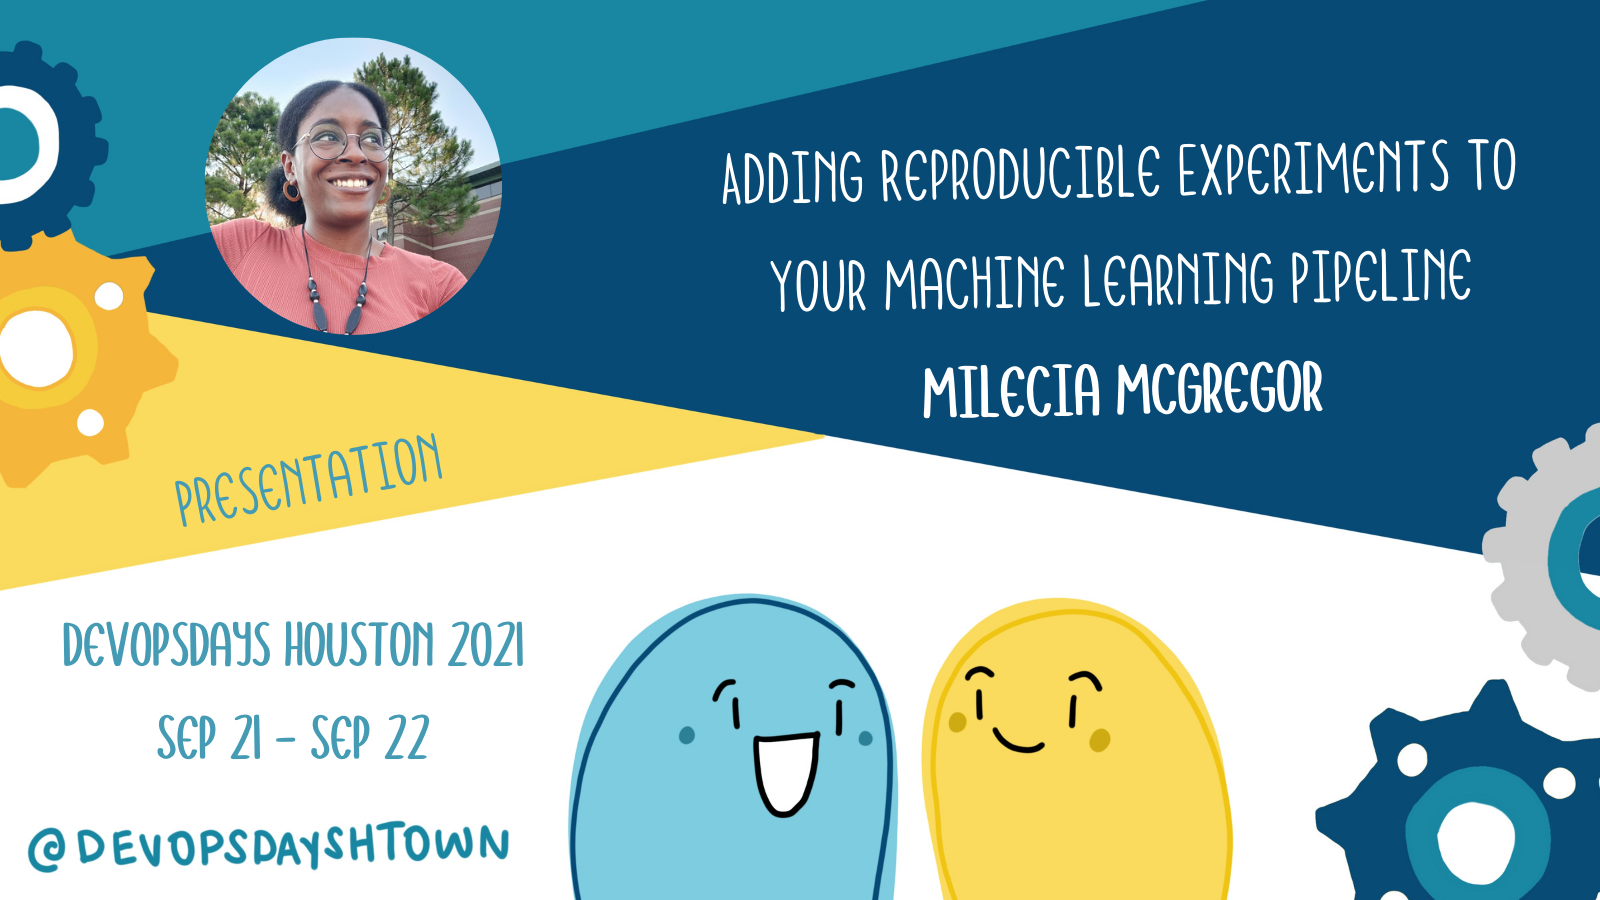 ADDING REPRODUCIBLE EXPERIMENTS TO
YOUR MACHINE LEARNING PIPELINE
MILECIA MCGREGOR
PRESENTATION
DEVOPSDAYS HOUSTON 2021
SEP 21 - SEP 22
@DEVOPSDAYSHTOWN